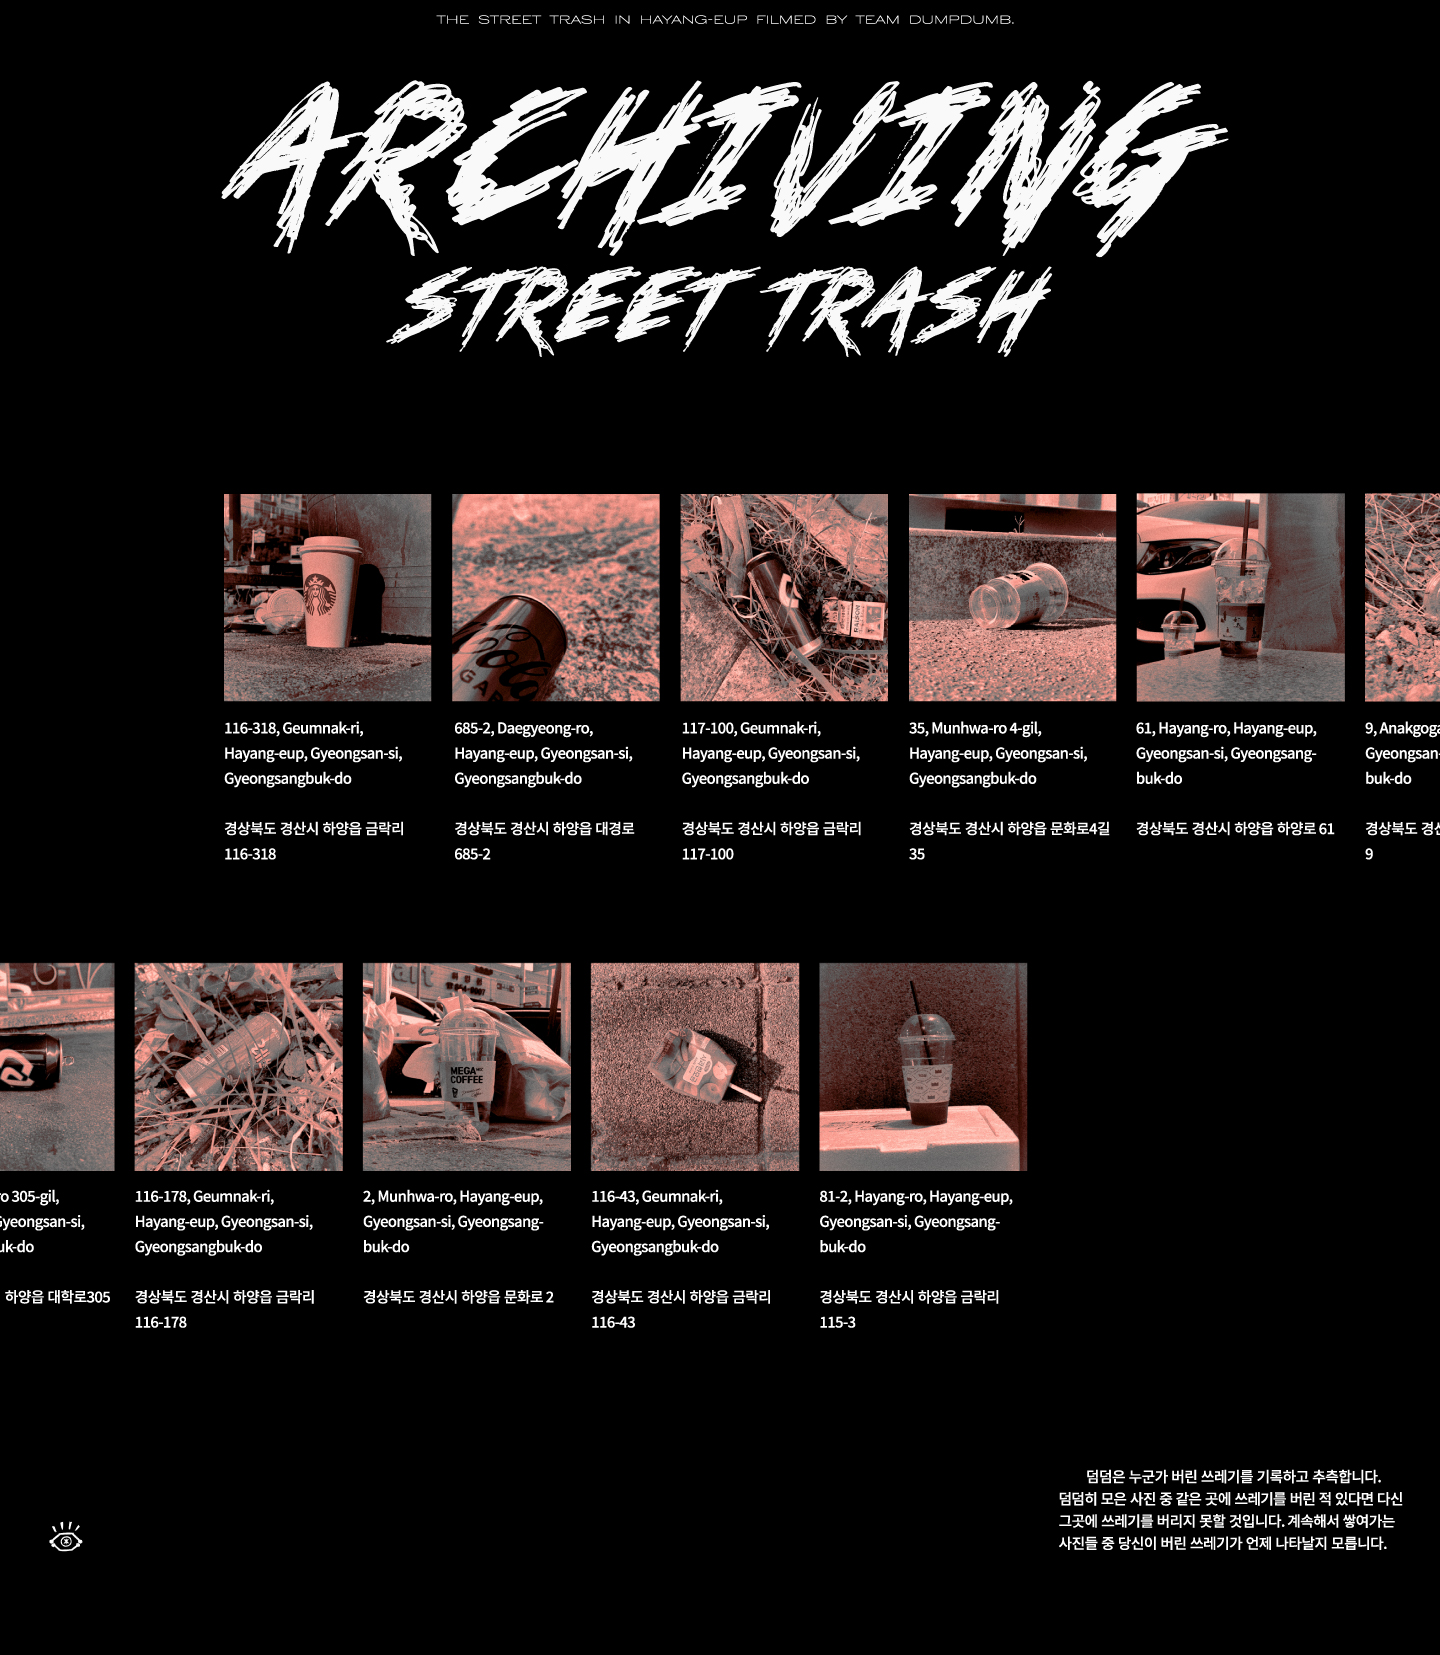 THE STREET TRASH IN HAYANG-EUP FILMED BY TEAM DUMPDUMB.
ARCHIVING
STREET TRASH
RAISON
116-318, Geumnak-ri,
Hayang-eup, Gyeongsan-si,
Gyeongsangbuk-do
경상북도 경산시 하양읍 금락리
116-318
685-2, Daegyeong-ro,
Hayang-eup, Gyeongsan-si,
Gyeongsangbuk-do
경상북도 경산시 하양읍 대경로
685-2
117-100, Geumnak-ri,
Hayang-eup, Gyeongsan-si,
Gyeongsangbuk-do
경상북도 경산시 하양읍 금락리
117-100
35, Munhwa-ro 4-gil,
Hayang-eup, Gyeongsan-si,
Gyeongsangbuk-do
경상북도 경산시 하양읍 문화로4길
35
61, Hayang-ro, Hayang-eup,
Gyeongsan-si, Gyeongsang-
buk-do
경상북도 경산시 하양읍 하양로 61
9,
Gyeongsan-
buk-do
경상북도
9
MEGA
COFFEE
305-gil,
Gyeongsan-si,
uk-do
하양읍 대학로305
116-178, Geumnak-ri,
Hayang-eup, Gyeongsan-si,
Gyeongsangbuk-do
경상북도 경산시 하양읍 금락리
116-178
2, Munhwa-ro, Hayang-eup,
Gyeongsan-si, Gyeongsang-
buk-do
경상북도 경산시 하양읍 문화로 2
116-43, Geumnak-ri,
Hayang-eup, Gyeongsan-si,
Gyeongsangbuk-do
경상북도 경산시 하양읍 금락리
116-43
81-2, Hayang-ro, Hayang-eup,
Gyeongsan-si, Gyeongsang-
buk-do
경상북도 경산시 하양읍 금락리
115-3
덤덤은 누군가 버린 쓰레기를 기록하고 추측합니다.
덤덤히 모은 사진 중 같은 곳에 쓰레기를 버린 적 있다면 다신
그곳에 쓰레기를 버리지 못할 것입니다. 계속해서 쌓여가는
사진들 중 당신이 버린 쓰레기가 언제 나타날지 모릅니다.